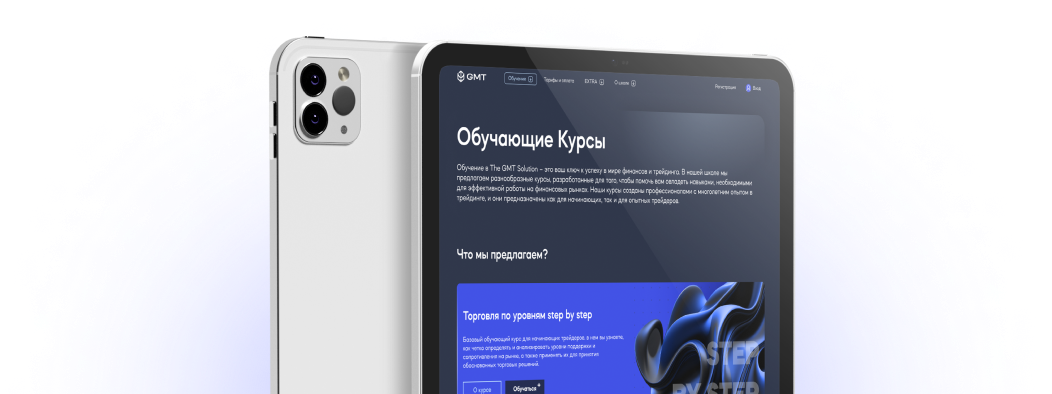 GMT
Обучение
Тарифы и оплата
EXTRA
О школе
Регистрация
Вход
Обучающие Курсы
Обучение в The GMT Solution – это ваш ключ к успеху в мире финансов и трейдинга. В нашей школе мы
предлагаем разнообразные курсы, разработанные для того, чтобы помочь вам овладеть навыками, необходимыми
для эффективной работы на финансовых рынках. Наши курсы созданы профессионалами с многолетним опытом в
трейдинге, и они предназначены как для начинающих, так и для опытных трейдеров.
Что мы предлагаем?
Торговля по уровням step by step
Базовый обучающий курс для начинающих трейдеров, в нем вы узнаете,
как четко определять и анализировать уровни поддержки и
сопротивления на рынке, а также применять их для принятия
обоснованных торговых решений.
О курсе
Обучаться
STEP
BY STEP